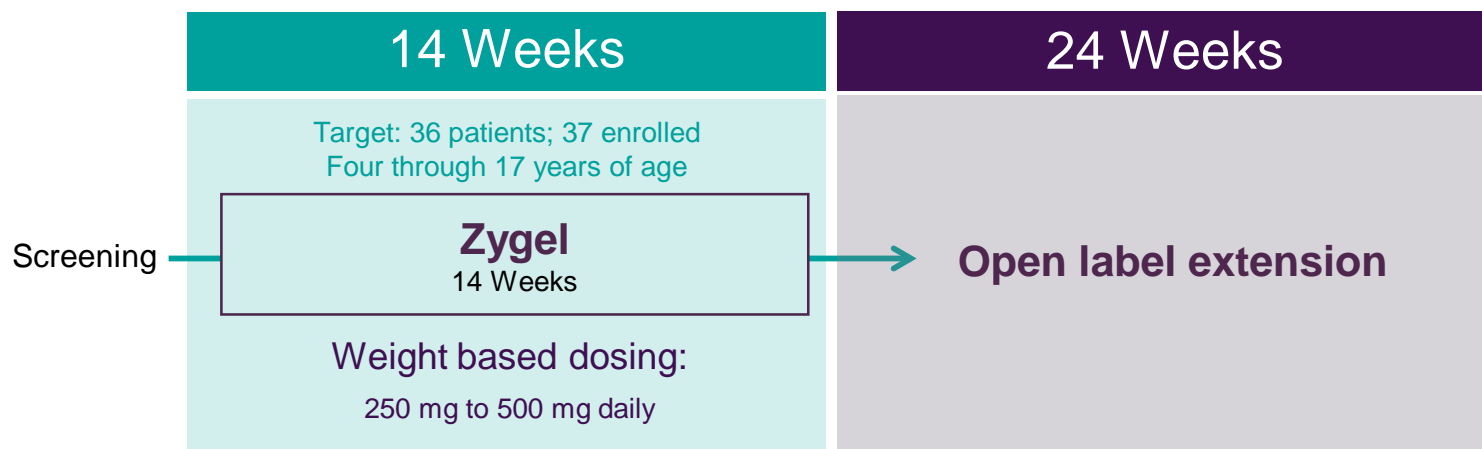 14 Weeks
24 Weeks
Target: 36 patients; 37 enrolled
Four through 17 years of age
Screening
Zygel
14 Weeks
Open label extension
Weight based dosing:
250 mg to 500 mg daily